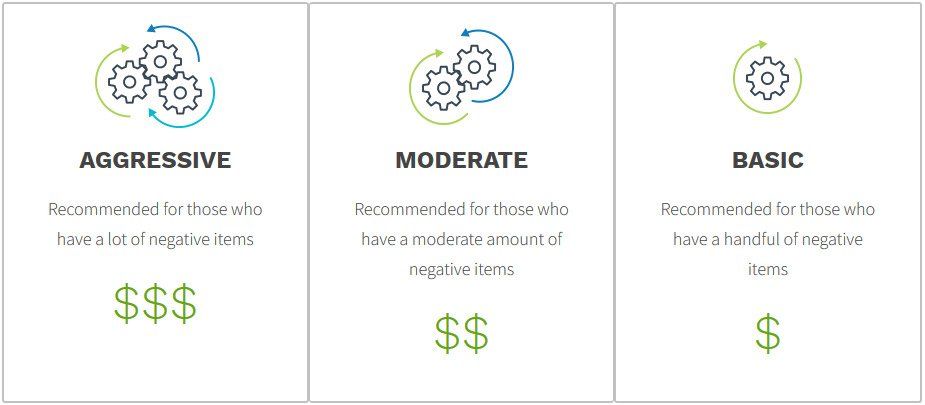 AGGRESSIVE
Recommended for those who
have a lot of negative items
$$$
MODERATE
Recommended for those who
have a moderate amount of
negative items
$$
BASIC
Recommended for those who
have a handful of negative
items
$